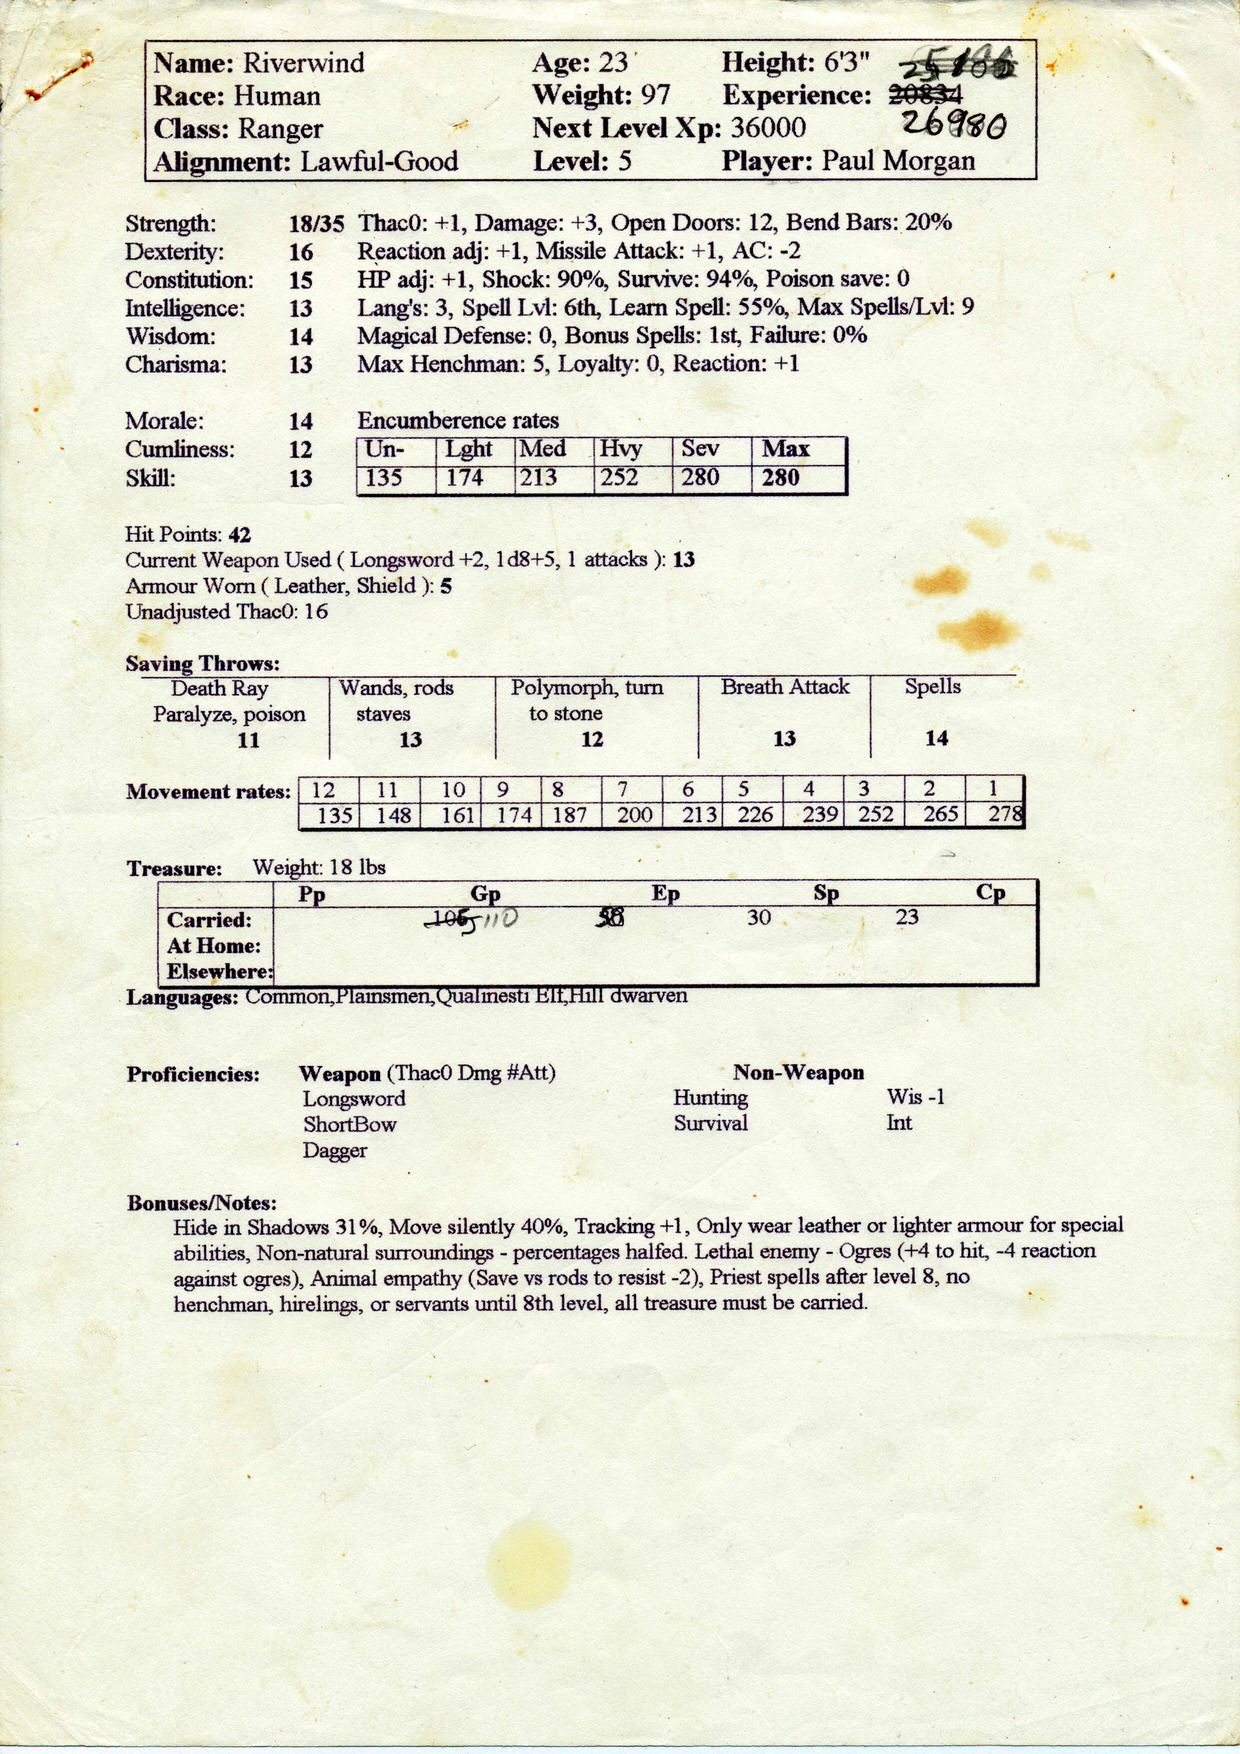 Name: Riverwind Age: 23 Height: 6'3"
Race: Human Weight: 97 Experience: 20834
Class: Ranger Next Level Xp: 36000 26980
Alignment: Lawful-Good Level: 5 Player: Paul Morgan
Strength: 18/35 Thac0: +1, Damage: +3, Open Doors: 12, Bend Bars: 20%
Dexterity: 16 Reaction adj: +1, Missile Attack: +1, AC: -2
Constitution: 15 HP adj: +1, Shock: 90%, Survive: 94%, Poison save: 0
Intelligence: 13 Lang's: 3, Spell Lvl: 6th, Learn Spell: 55%, Max Spells/Lvl: 9
Wisdom: 14 Magical Defense: 0, Bonus Spells: 1st, Failure: 0%
Charisma: 13 Max Henchman: 5, Loyalty: 0, Reaction: +1
Morale: 14 Encumberence rates
Cumliness: 12 Un- Lght Med Hvy Sev Max
Skill: 13 135 174 213 252 280 280
Hit Points: 42
Current Weapon Used ( Longsword +2, 1d8+5, 1 attacks ): 13
Armour Worn ( Leather, Shield ): 5
Unadjusted Thac0: 16
Saving Throws:
Death Ray Wands, rods Polymorph, turn Breath Attack Spells
Paralyze, poison staves to stone
11 13 12 13 14
Movement rates: 12 11 10 9 8 7 6 5 4 3 2 1
135 148 161 174 187 200 213 226 239 252 265 278
Treasure: Weight: 18 lbs
Pp Gp Ep Sp Cp
Carried: 105 110 30 23
At Home:
Elsewhere:
Languages: Common,Plainsmen,Qualinesti Elf,Hill dwarven
Proficiencies: Weapon (Thac0 Dmg #Att) Non-Weapon
Longsword Hunting Wis -1
ShortBow Survival Int
Dagger
Bonuses/Notes:
Hide in Shadows 31%, Move silently 40%, Tracking +1, Only wear leather or lighter armour for special
abilities, Non-natural surroundings - percentages halfed. Lethal enemy - Ogres (+4 to hit, -4 reaction
against ogres), Animal empathy (Save vs rods to resist -2), Priest spells after level 8, no
henchman, hirelings, or servants until 8th level, all treasure must be carried.